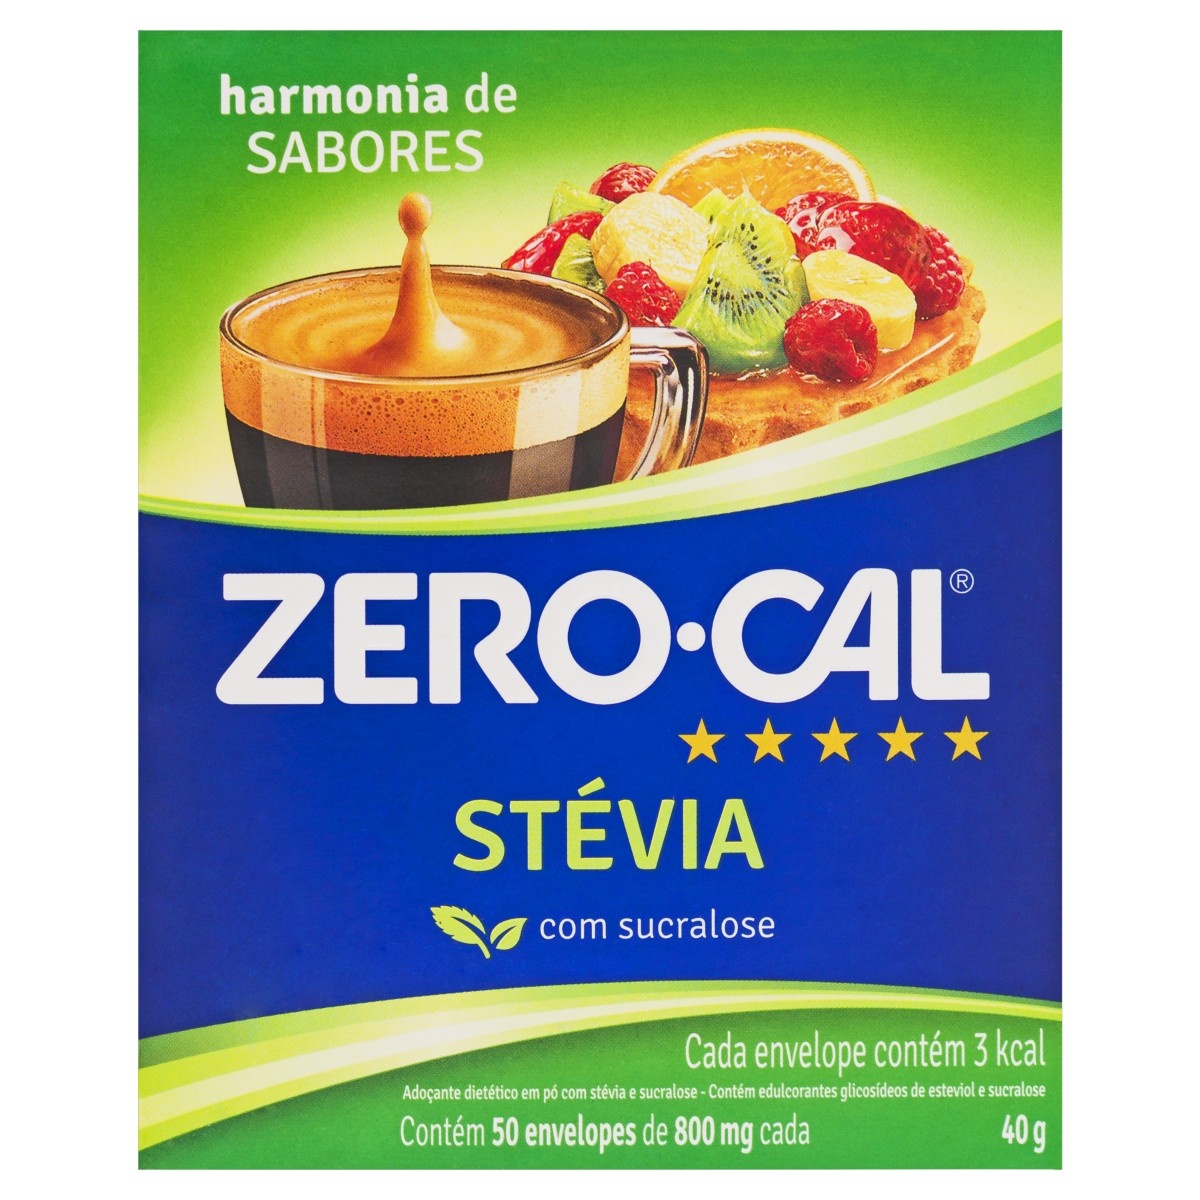 harmonia de
SABORES
ZERO·CAL®
STÉVIA
com sucralose
Cada envelope contém 3 kcal
Adoçante dietético em pó com stévia e sucralose - Contém edulcorantes glicosídeos de esteviol e sucralose
Contém 50 envelopes de 800 mg cada 40 g